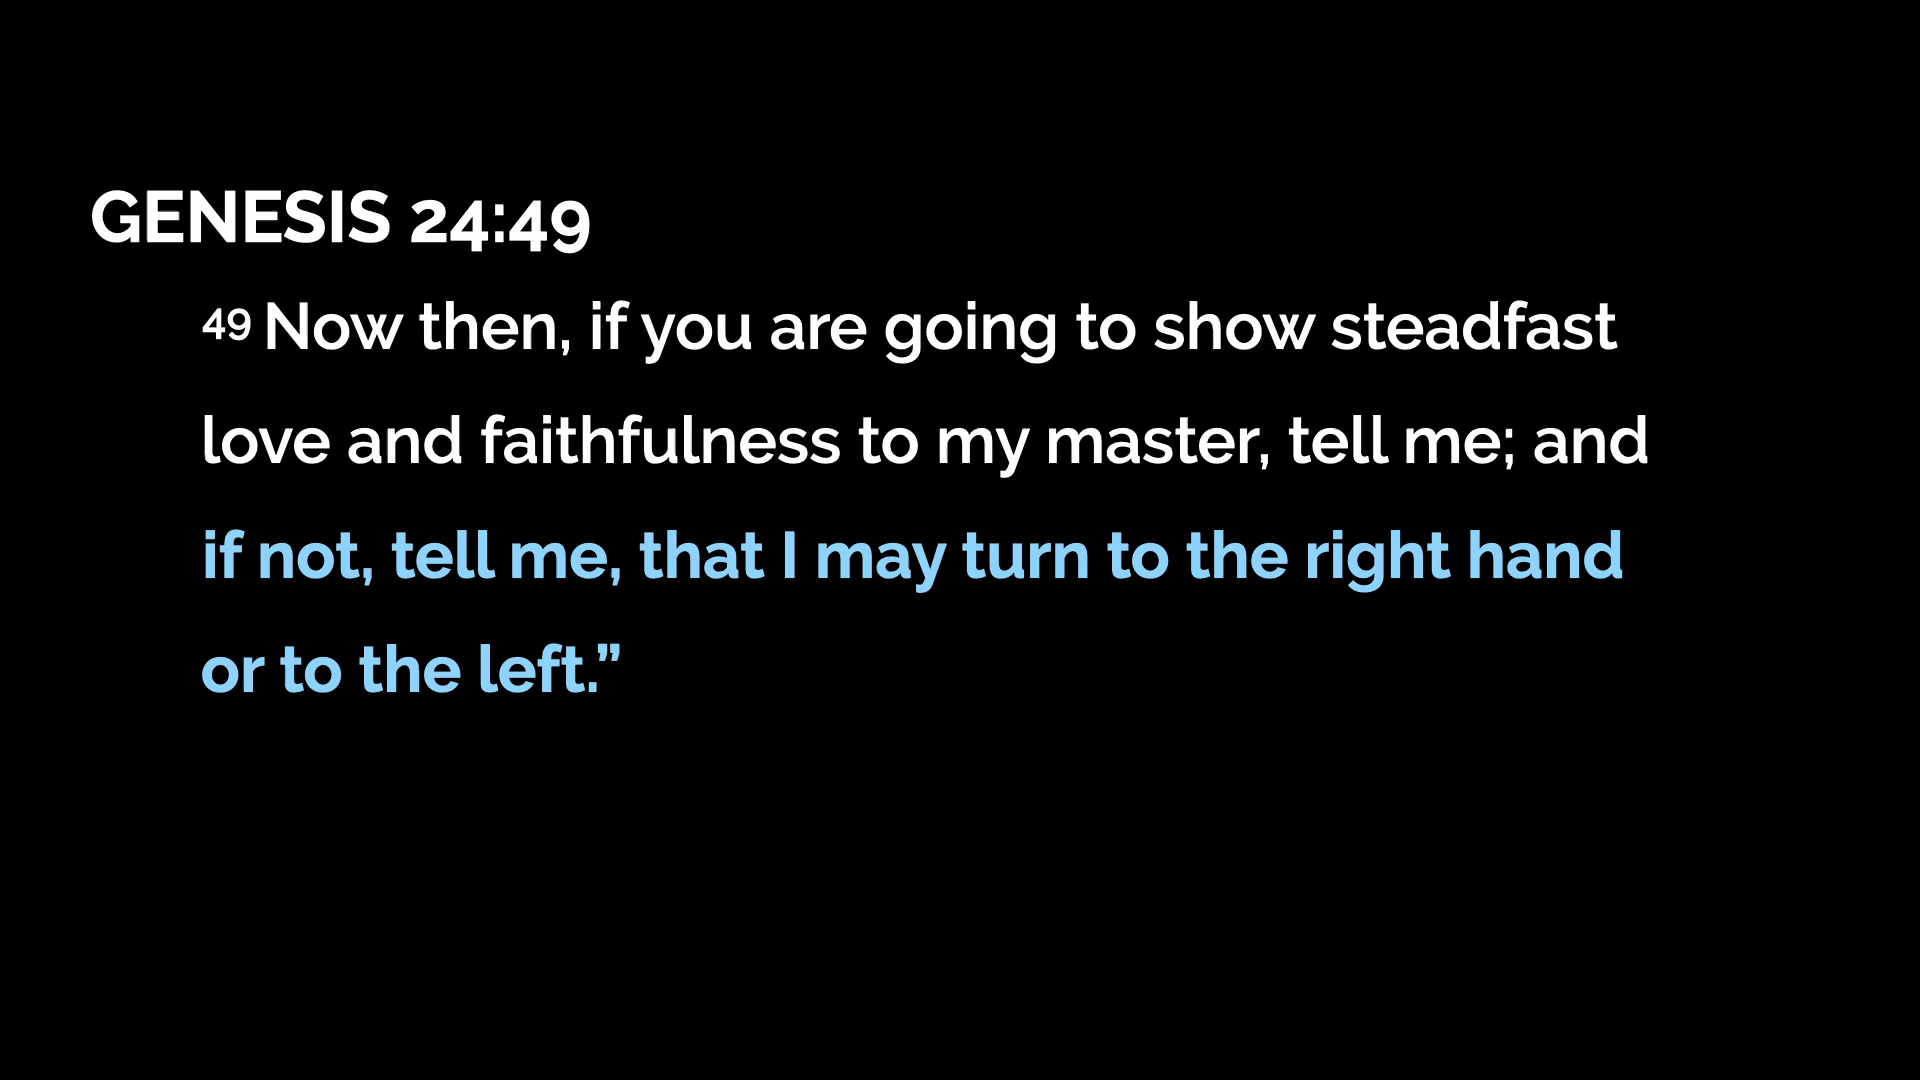 GENESIS 24:49
49 Now then, if you are going to show steadfast
love and faithfulness to my master, tell me; and
if not, tell me, that I may turn to the right hand
or to the left.”